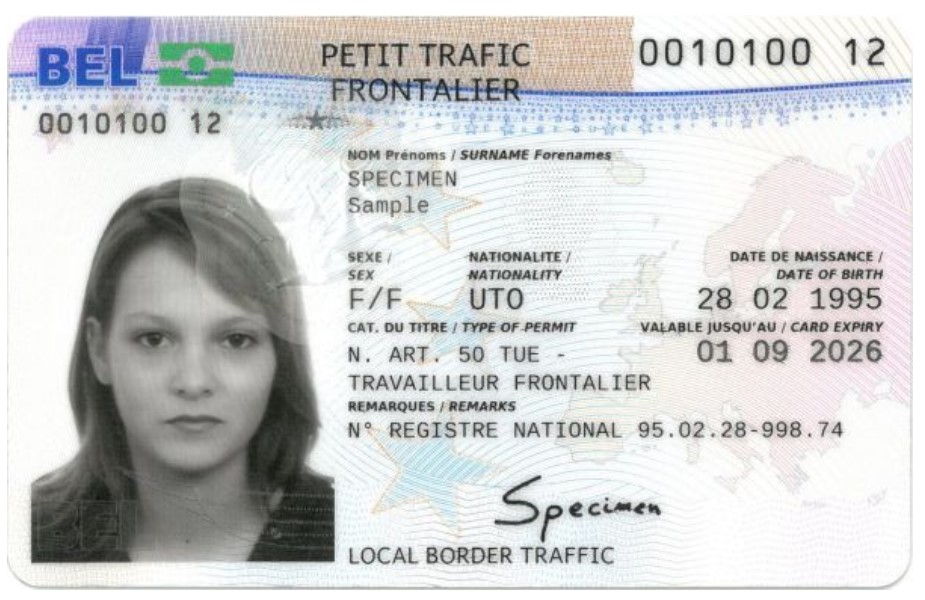 BEL
PETIT TRAFIC
FRONTALIER
0010100 12
0010100 12
NOM Prénoms / SURNAME Forenames
SPECIMEN
Sample
SEXE /
SEX
NATIONALITE /
NATIONALITY
DATE DE NAISSANCE /
DATE OF BIRTH
F/F UTO 28 02 1995
CAT. DU TITRE / TYPE OF PERMIT VALABLE JUSQU'AU / CARD EXPIRY
N. ART. 50 TUE - 01 09 2026
TRAVAILLEUR FRONTALIER
REMARQUES / REMARKS
N° REGISTRE NATIONAL 95.02.28-998.74
Specimen
LOCAL BORDER TRAFFIC
BEL